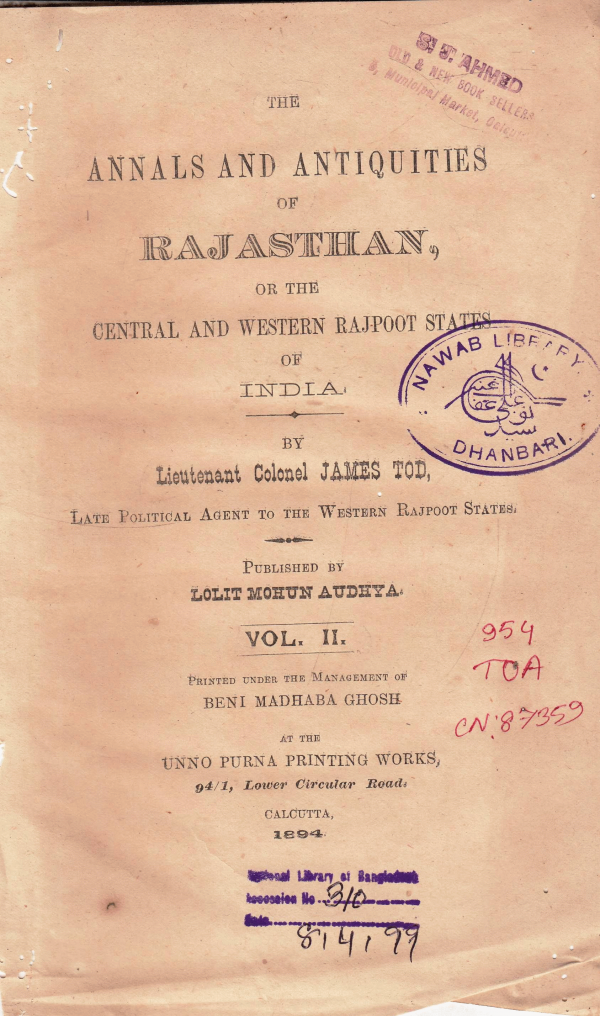 S. U. AHMED
OLD & NEW BOOK SELLERS
Municipal Market,
THE
ANNALS AND ANTIQUITIES
OF
RAJASTHAN,
OR THE
CENTRAL AND WESTERN RAJPOOT STATES
OF
INDIA.
NAWAB LIBRARY
DHANBARI.
BY
Lieutenant Colonel JAMES TOD,
LATE POLITICAL AGENT TO THE WESTERN RAJPOOT STATES.
PUBLISHED BY
LOLIT MOHUN AUDHYA.
VOL. II.
954
TOA
CN:87359
PRINTED UNDER THE MANAGEMENT OF
BENI MADHABA GHOSH
AT THE
UNNO PURNA PRINTING WORKS,
94/1, Lower Circular Road.
CALCUTTA,
1894.
National Library of Bangladesh
Accession No 310
Date
8,4,99